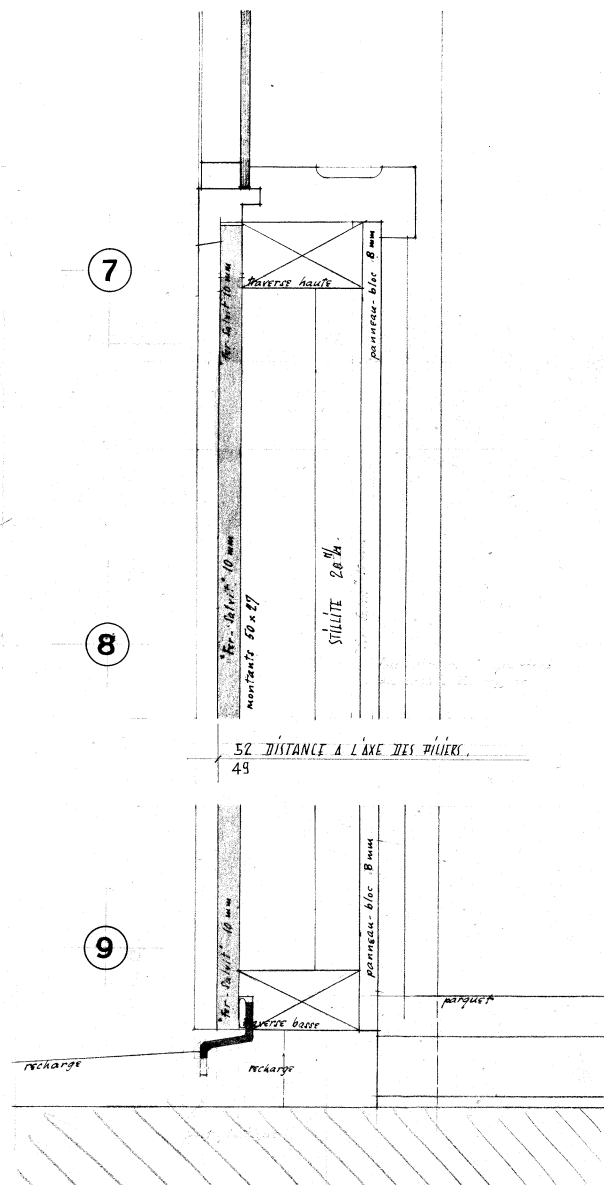 7
traverse haute
"Fer-Salvit" 10 mm
panneau-bloc 8 mm
"Fer-Salvit" 10 mm
8
montants 50 x 27
STILLITE 20 m/m.
52 DISTANCE A L'AXE DES PILIERS.
49
panneau-bloc 8 mm
"Fer-Salvit" 10 mm
9
traverse basse
parquet
recharge
recharge